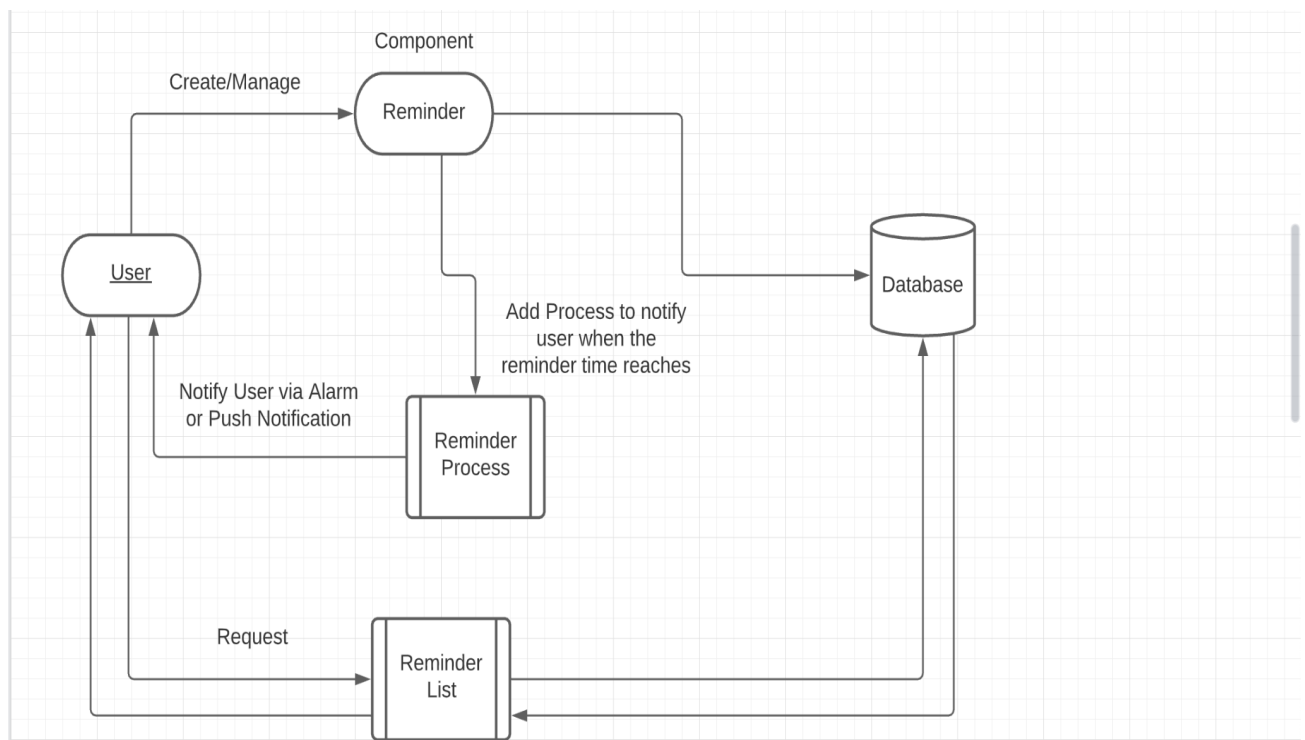 Component
Create/Manage
Reminder
User
Database
Add Process to notify
user when the
reminder time reaches
Notify User via Alarm
or Push Notification
Reminder
Process
Request
Reminder
List